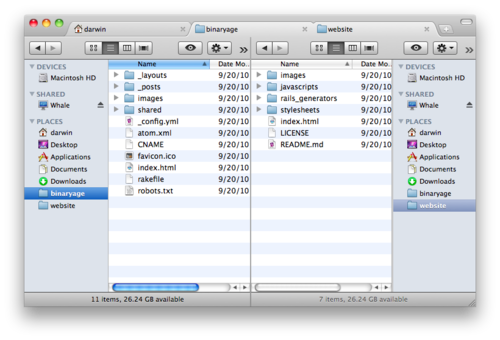 darwin
binaryage
website
DEVICES
Macintosh HD
SHARED
Whale
PLACES
darwin
Desktop
Applications
Documents
Downloads
binaryage
website
Name Date Mo...
_layouts 9/20/10
_posts 9/20/10
images 9/20/10
shared 9/20/10
_config.yml 9/20/10
atom.xml 9/20/10
CNAME 9/20/10
favicon.ico 9/20/10
index.html 9/20/10
rakefile 9/20/10
robots.txt 9/20/10
11 items, 26.24 GB available
Name Date Mo...
images 9/20/10
javascripts 9/20/10
rails_generators 9/20/10
stylesheets 9/20/10
index.html 9/20/10
LICENSE 9/20/10
README.md 9/20/10
7 items, 26.24 GB available
DEVICES
Macintosh HD
SHARED
Whale
PLACES
darwin
Desktop
Applications
Documents
Downloads
binaryage
website